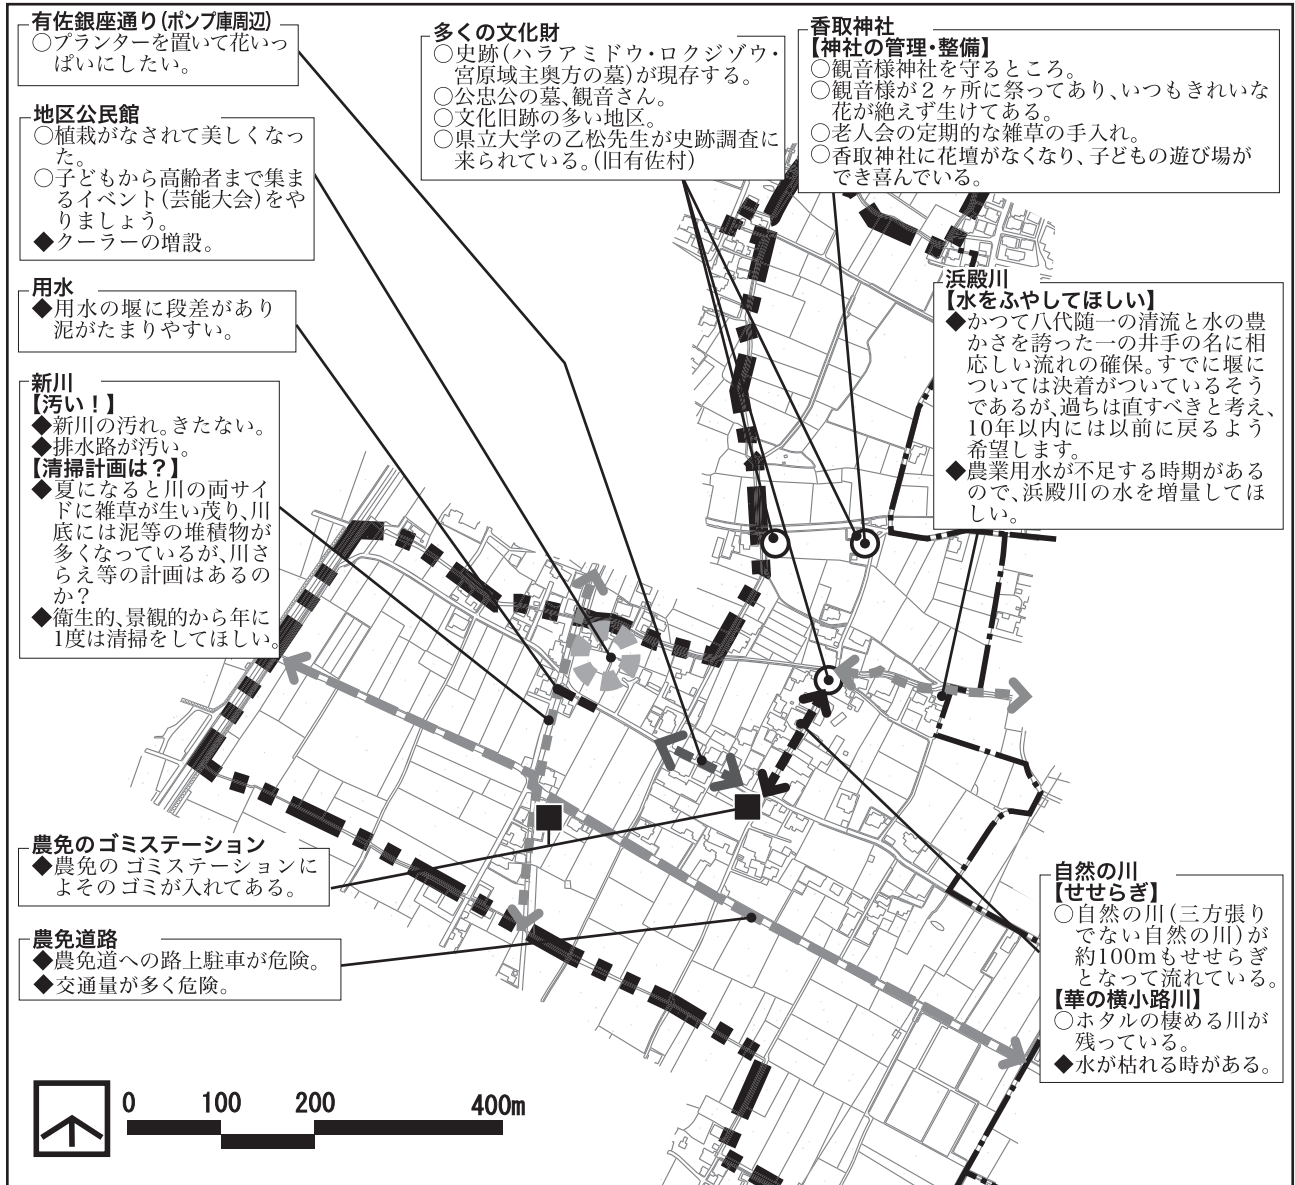 有佐銀座通り(ポンプ庫周辺)
○プランターを置いて花いっ
ぱいにしたい。
地区公民館
○植栽がなされて美しくなっ
た。
○子どもから高齢者まで集ま
るイベント(芸能大会)をや
りましょう。
◆クーラーの増設。
用水
◆用水の堰に段差があり
泥がたまりやすい。
新川
【汚い！】
◆新川の汚れ。きたない。
◆排水路が汚い。
【清掃計画は？】
◆夏になると川の両サイ
ドに雑草が生い茂り、川
底には泥等の堆積物が
多くなっているが、川さ
らえ等の計画はあるの
か？
◆衛生的、景観的から年に
1度は清掃をしてほしい。
農免のゴミステーション
◆農免のゴミステーションに
よそのゴミが入れてある。
農免道路
◆農免道への路上駐車が危険。
◆交通量が多く危険。
多くの文化財
○史跡(ハラアミドウ・ロクジゾウ・
宮原域主奥方の墓)が現存する。
○公忠公の墓、観音さん。
○文化旧跡の多い地区。
○県立大学の乙松先生が史跡調査に
来られている。(旧有佐村)
香取神社
【神社の管理・整備】
○観音様神社を守るところ。
○観音様が２ヶ所に祭ってあり、いつもきれいな
花が絶えず生けてある。
○老人会の定期的な雑草の手入れ。
○香取神社に花壇がなくなり、子どもの遊び場が
でき喜んでいる。
浜殿川
【水をふやしてほしい】
◆かつて八代随一の清流と水の豊
かさを誇った一の井手の名に相
応しい流れの確保。すでに堰に
ついては決着がついているそう
であるが、過ちは直すべきと考え、
10年以内には以前に戻るよう
希望します。
◆農業用水が不足する時期がある
ので、浜殿川の水を増量してほ
しい。
自然の川
【せせらぎ】
○自然の川(三方張り
でない自然の川)が
約100mもせせらぎ
となって流れている。
【華の横小路川】
○ホタルの棲める川が
残っている。
◆水が枯れる時がある。
0 100 200 400m